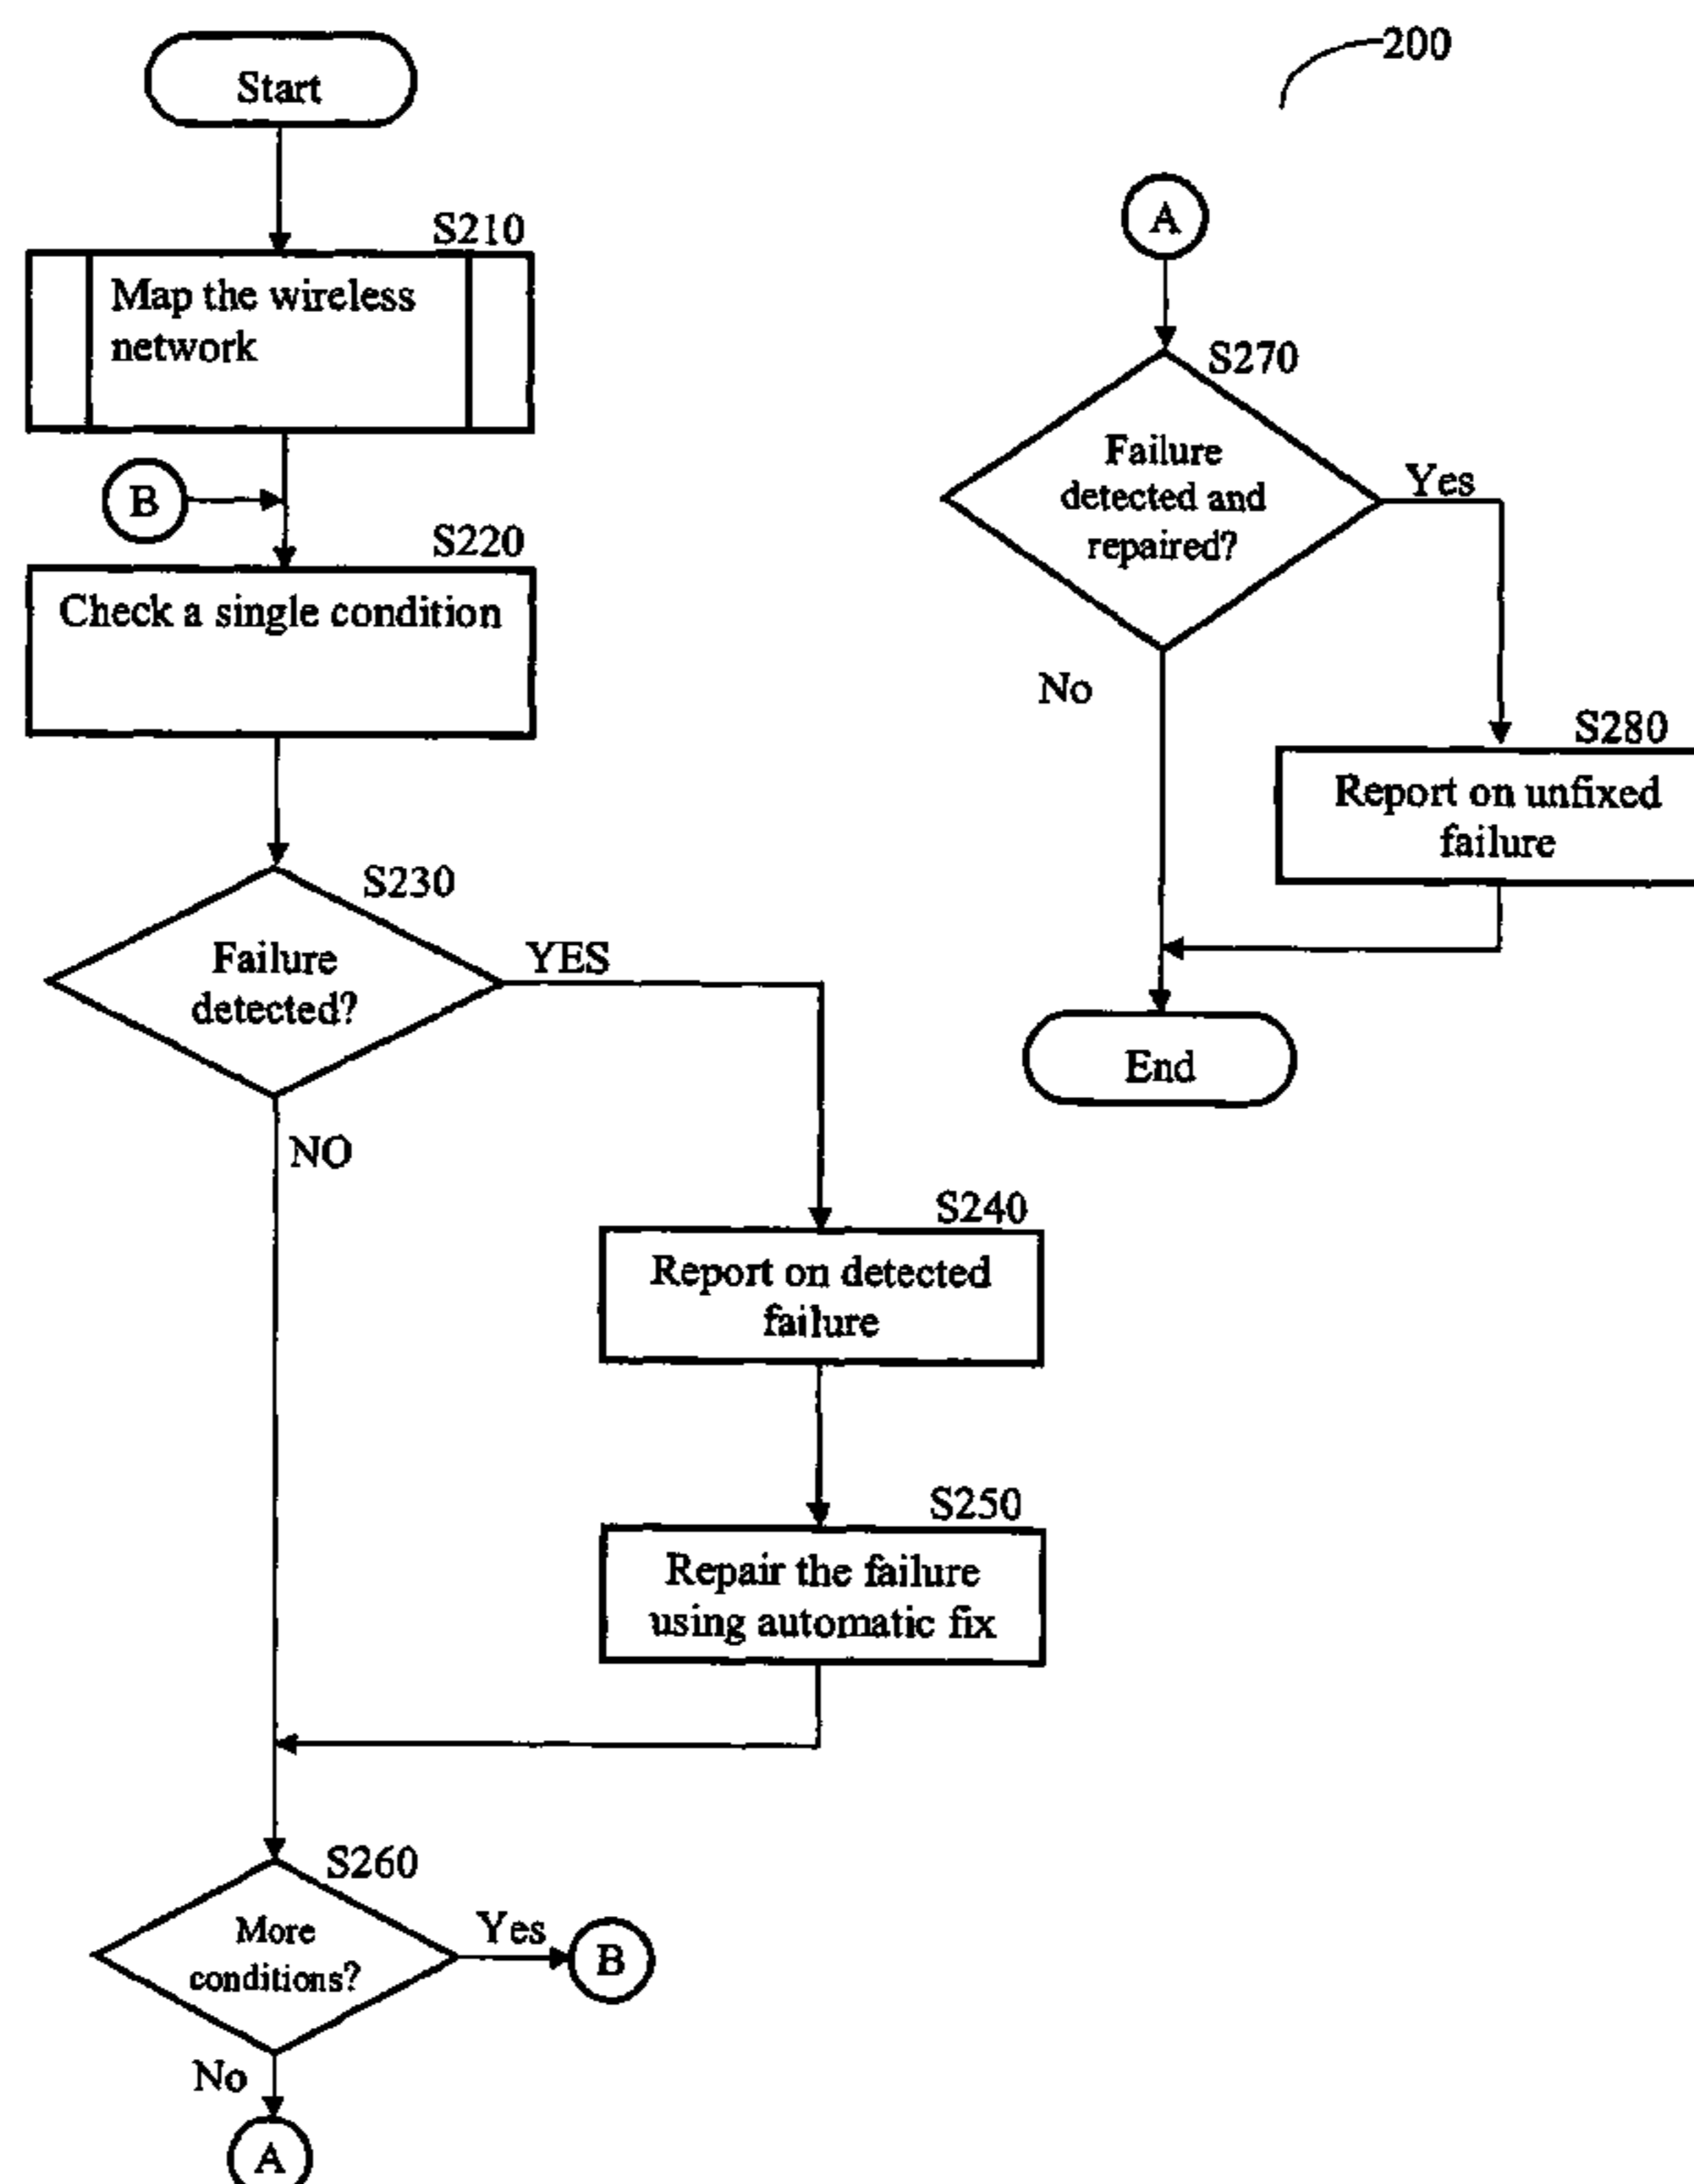 Start
S210
Map the wireless
network
B
S220
Check a single condition
S230
Failure
detected?
YES
NO
S240
Report on detected
failure
S250
Repair the failure
using automatic fix
S260
More
conditions?
Yes
B
No
A
200
A
S270
Failure
detected and
repaired?
Yes
No
S280
Report on unfixed
failure
End